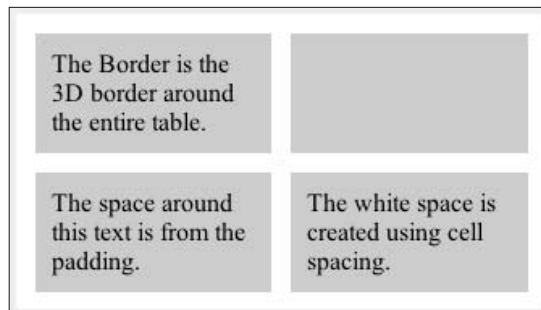 The Border is the
3D border around
the entire table.
The space around
this text is from the
padding.
The white space is
created using cell
spacing.